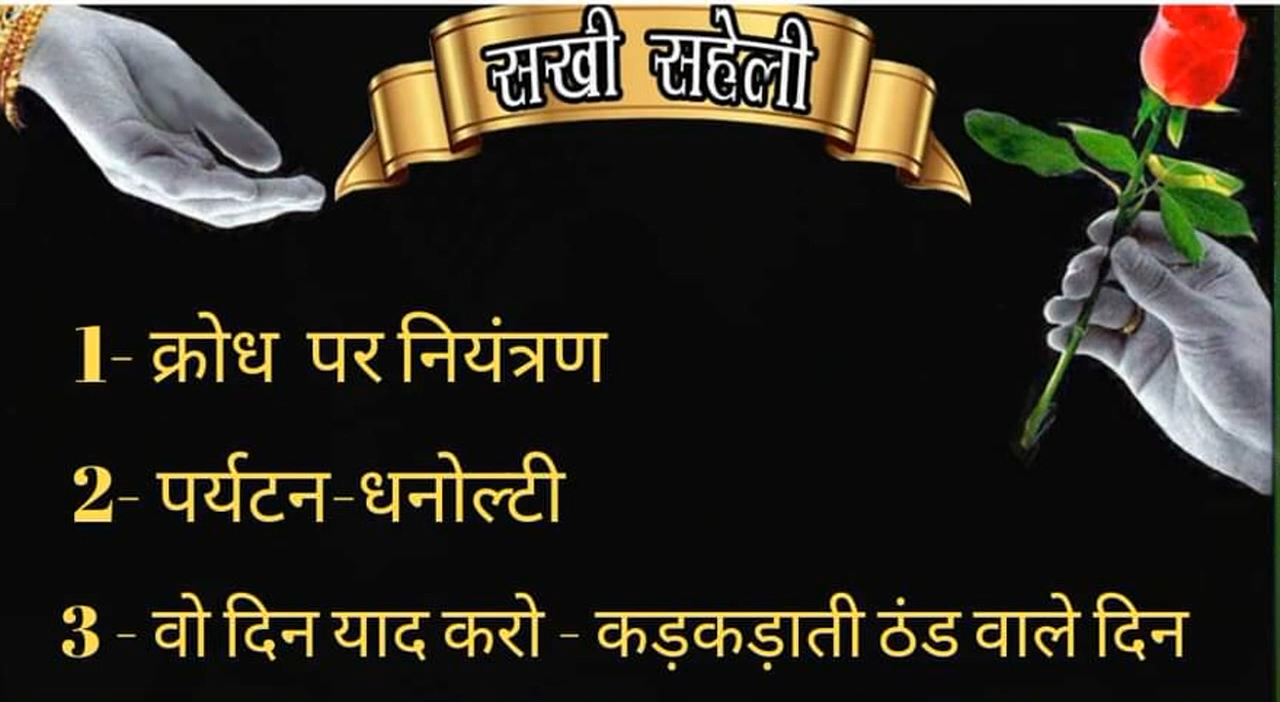 सखी सहेली
1- क्रोध पर नियंत्रण
2- पर्यटन-धनोल्टी
3 - वो दिन याद करो - कड़कड़ाती ठंड वाले दिन